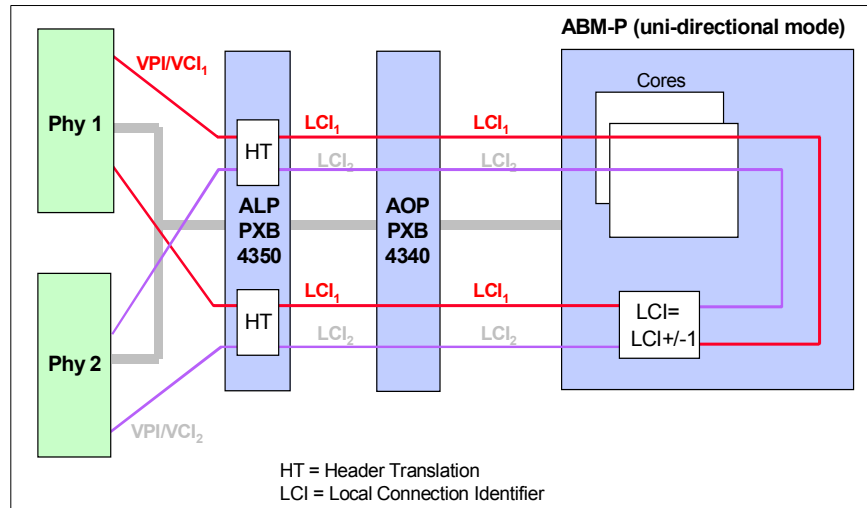 ABM-P (uni-directional mode)
VPI/VCI1
Cores
Phy 1
LCI1
LCI1
HT
LCI2
LCI2
ALP
PXB
4350
AOP
PXB
4340
LCI1
LCI1
HT
LCI=
LCI+/-1
LCI2
LCI2
Phy 2
VPI/VCI2
HT = Header Translation
LCI = Local Connection Identifier